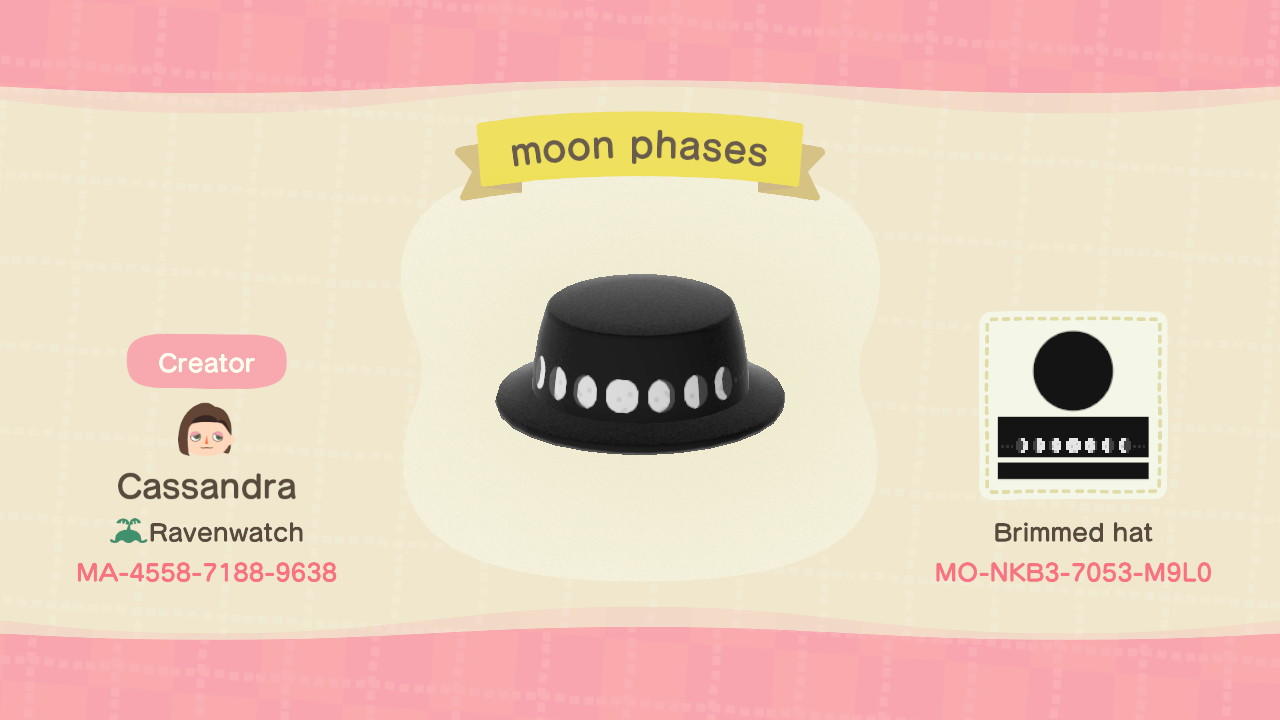 moon phases
Creator
Cassandra
Ravenwatch
MA-4558-7188-9638
Brimmed hat
MO-NKB3-7053-M9L0